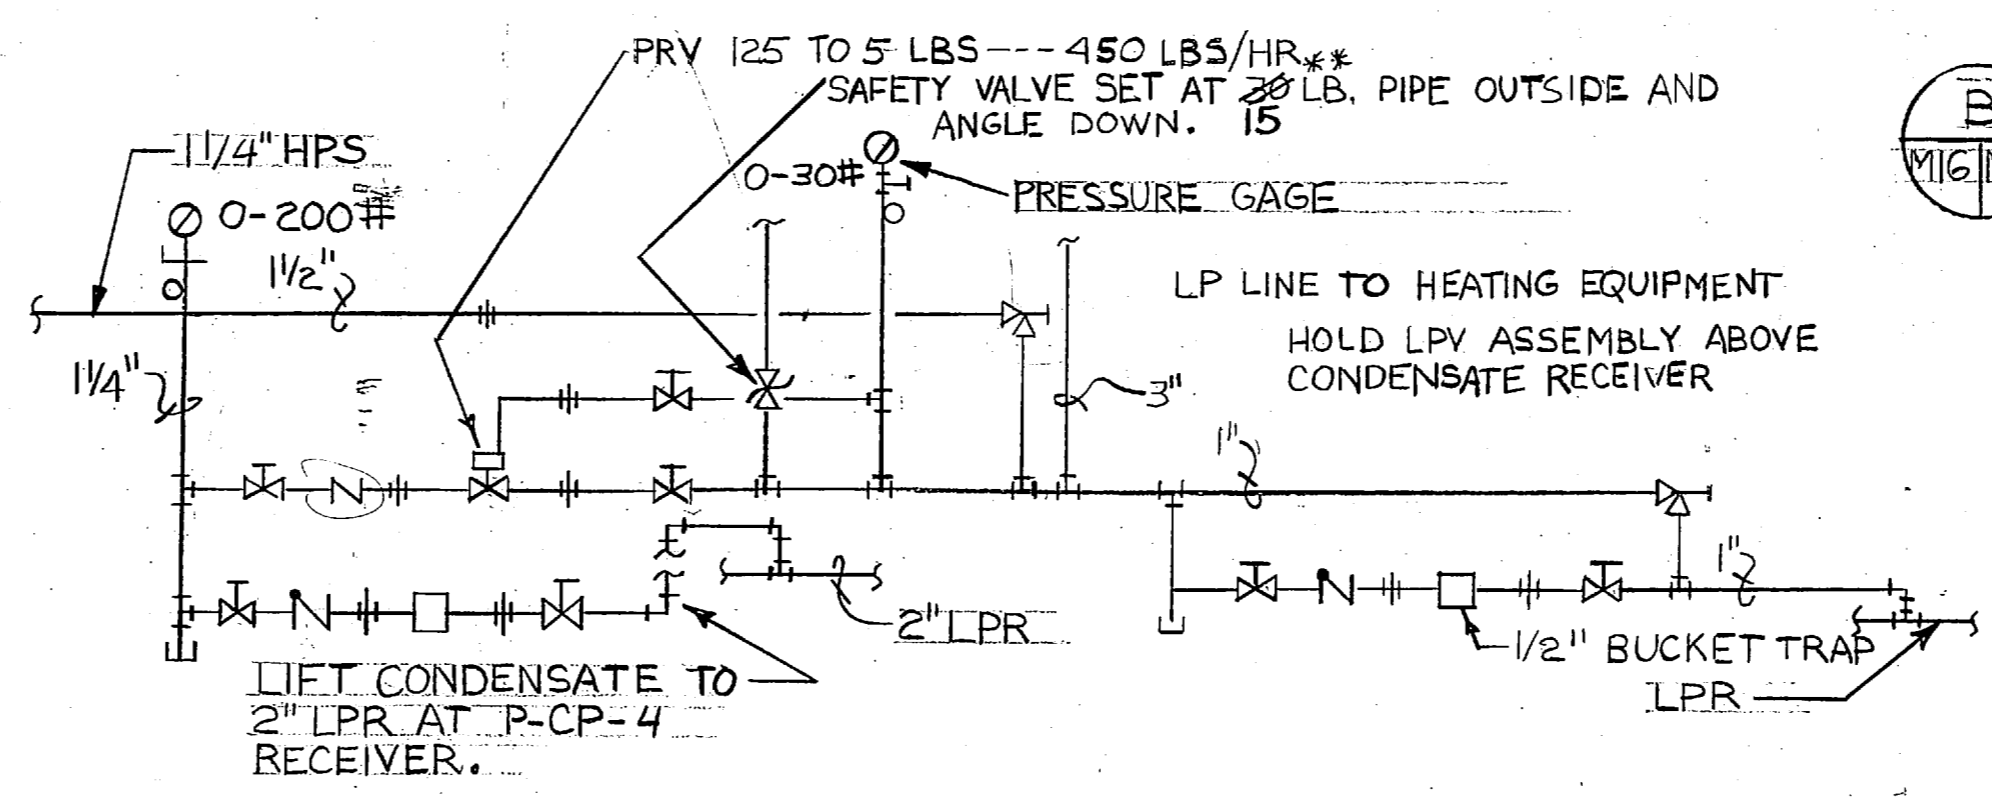 PRV 125 TO 5 LBS --- 450 LBS/HR**
SAFETY VALVE SET AT 30 LB. PIPE OUTSIDE AND
ANGLE DOWN. 15
1 1/4" HPS
0-200#
0-30#
PRESSURE GAGE
B
M16
1 1/2"
1 1/4"
LP LINE TO HEATING EQUIPMENT
HOLD LPV ASSEMBLY ABOVE
CONDENSATE RECEIVER
3"
1"
1"
2" LPR
1/2" BUCKET TRAP
LPR
LIFT CONDENSATE TO
2" LPR AT P-CP-4
RECEIVER.